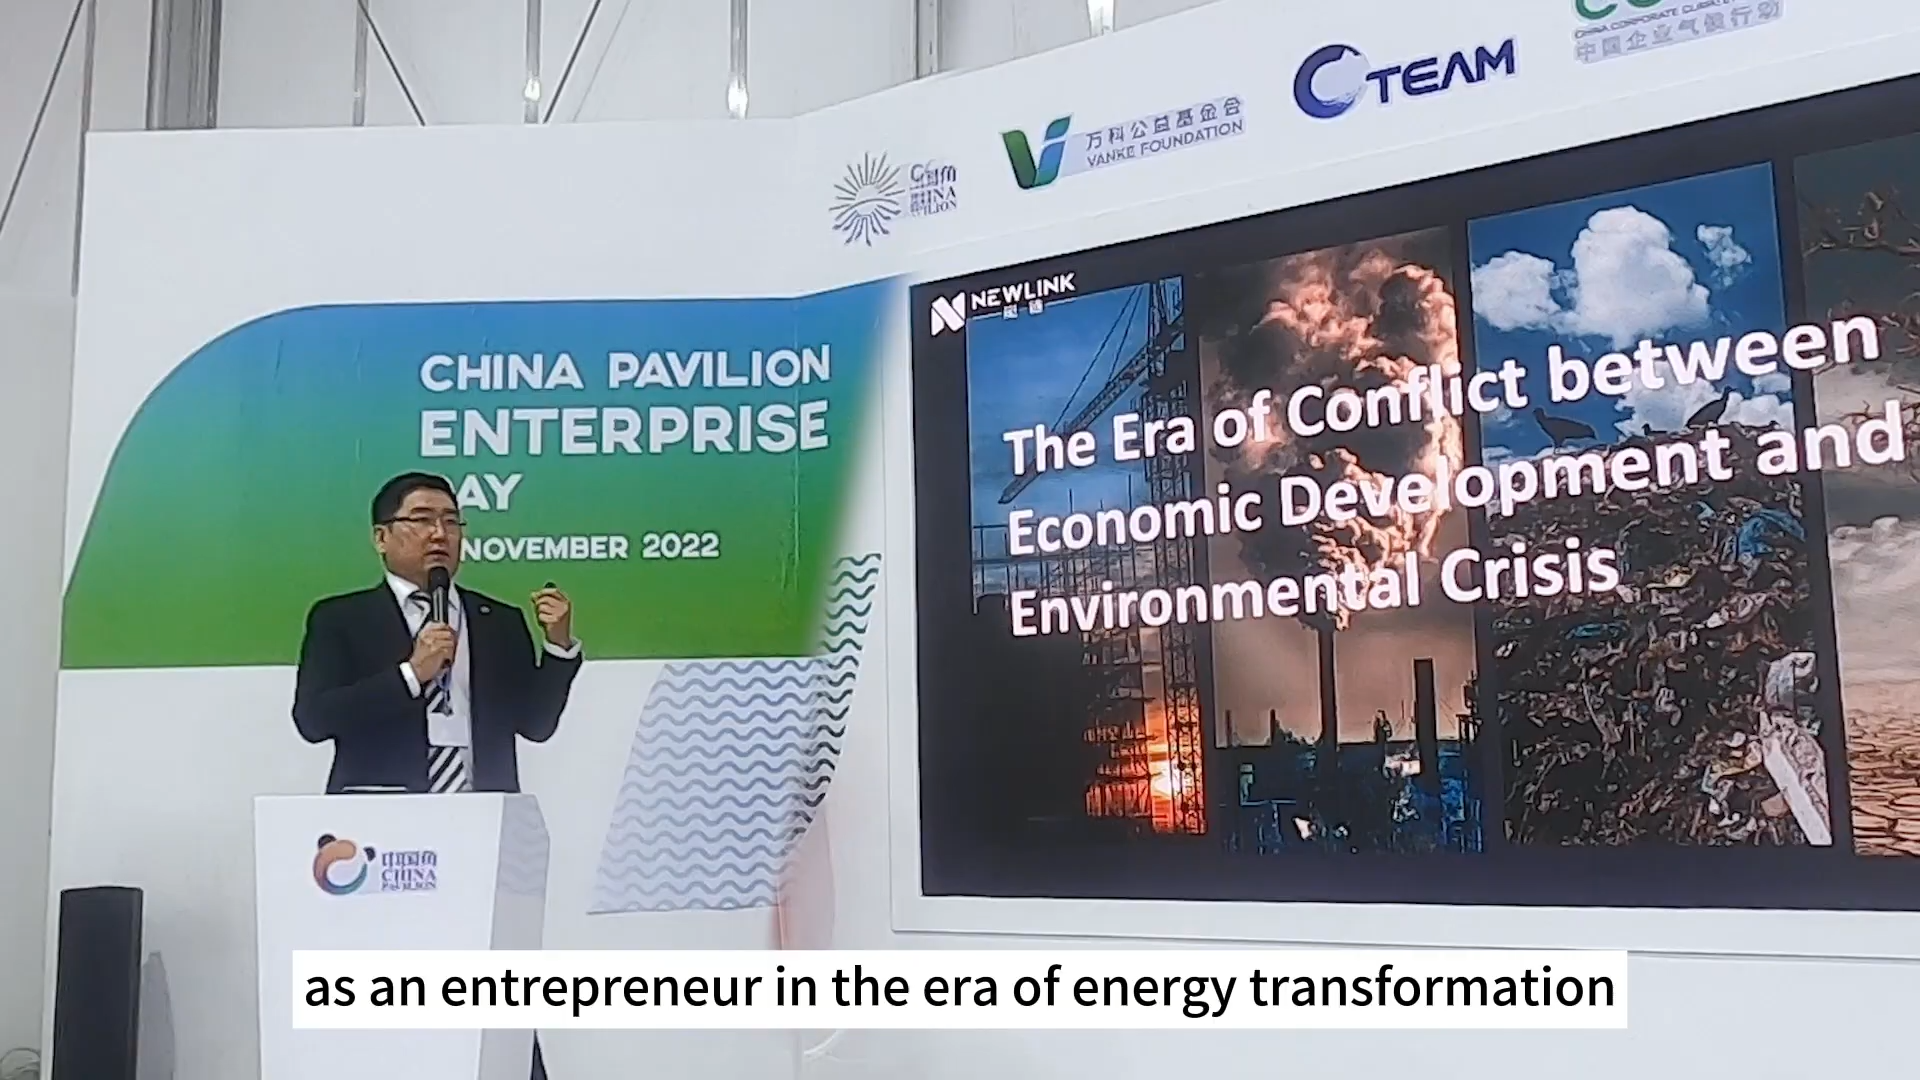 中国企业气候行动
TEAM
万科公益基金会
VANKE FOUNDATION
CHINA
NEWLINK
The Era of Conflict between
Economic Development and
Environmental Crisis
CHINA PAVILION
ENTERPRISE
AY
NOVEMBER 2022
中国角
CHINA
PAVILION
as an entrepreneur in the era of energy transformation